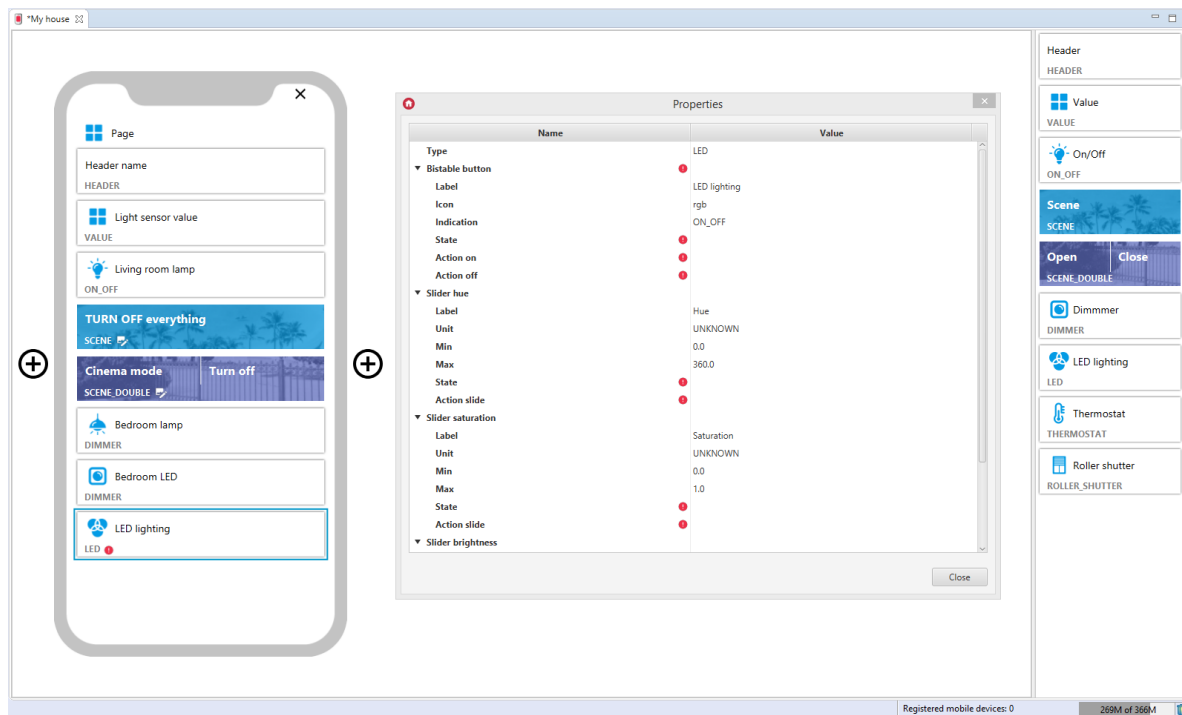 *My house
Page
Header name
HEADER
Light sensor value
VALUE
Living room lamp
ON_OFF
TURN OFF everything
SCENE
Cinema mode Turn off
SCENE_DOUBLE
Bedroom lamp
DIMMER
Bedroom LED
DIMMER
LED lighting
LED
Properties
Name Value
Type LED
Bistable button
Label LED lighting
Icon rgb
Indication ON_OFF
State
Action on
Action off
Slider hue
Label Hue
Unit UNKNOWN
Min 0.0
Max 360.0
State
Action slide
Slider saturation
Label Saturation
Unit UNKNOWN
Min 0.0
Max 1.0
State
Action slide
Slider brightness
Close
Header
HEADER
Value
VALUE
On/Off
ON_OFF
Scene
SCENE
Open Close
SCENE_DOUBLE
Dimmmer
DIMMER
LED lighting
LED
Thermostat
THERMOSTAT
Roller shutter
ROLLER_SHUTTER
Registered mobile devices: 0
269M of 366M